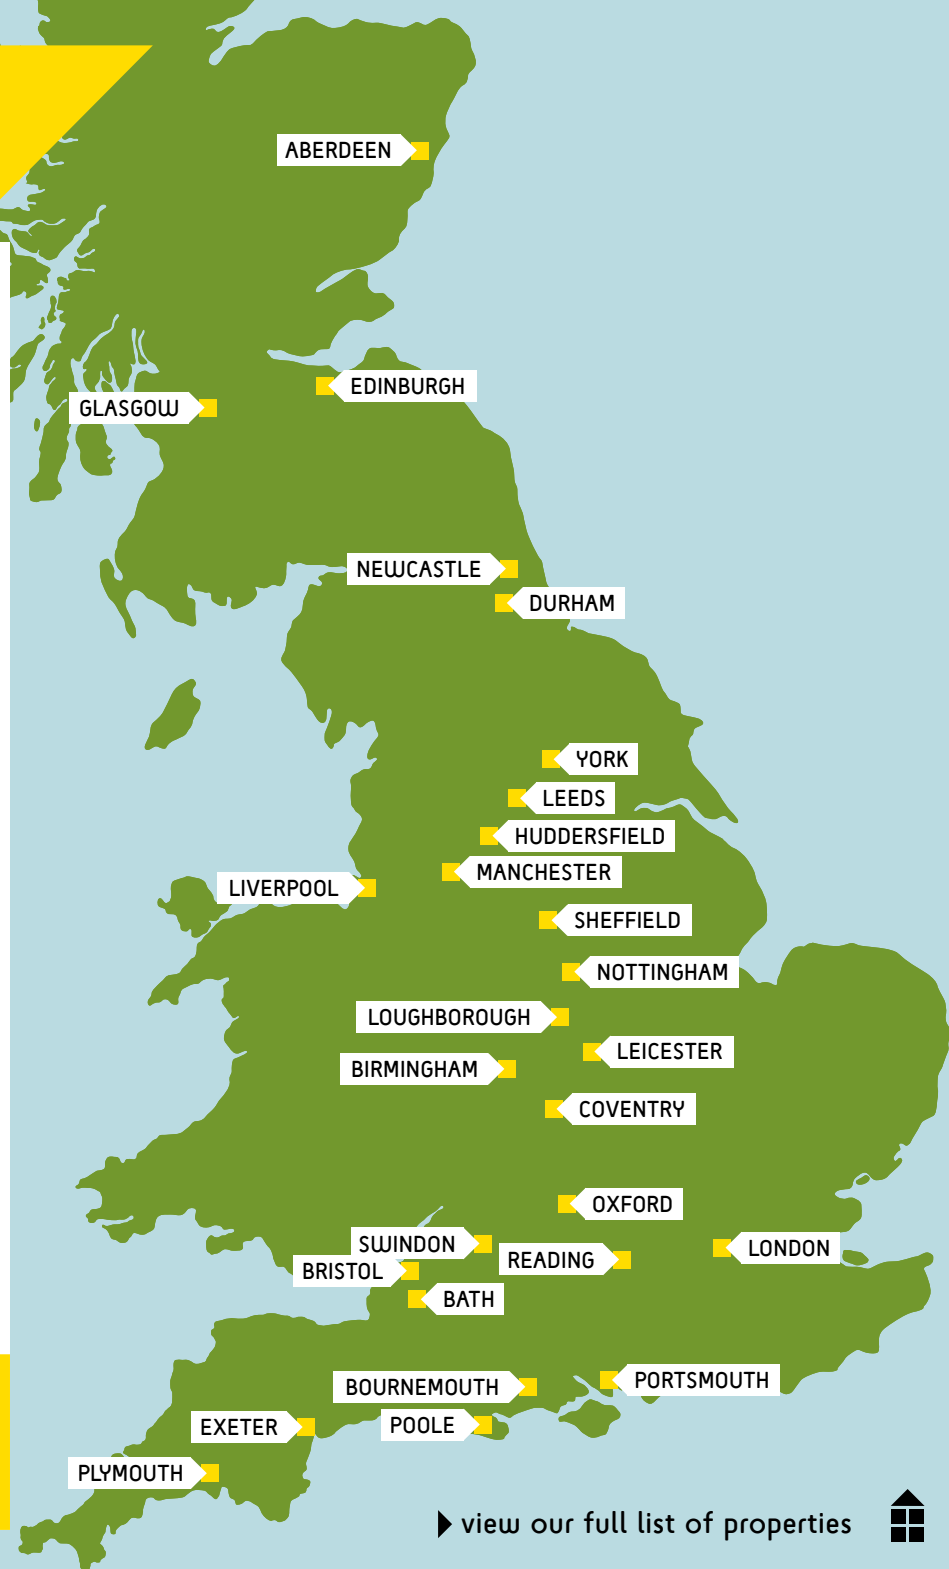 ABERDEEN
EDINBURGH
GLASGOW
NEWCASTLE
DURHAM
YORK
LEEDS
HUDDERSFIELD
MANCHESTER
LIVERPOOL
SHEFFIELD
NOTTINGHAM
LOUGHBOROUGH
LEICESTER
BIRMINGHAM
COVENTRY
OXFORD
SWINDON
LONDON
READING
BRISTOL
BATH
PORTSMOUTH
BOURNEMOUTH
POOLE
EXETER
PLYMOUTH
view our full list of properties